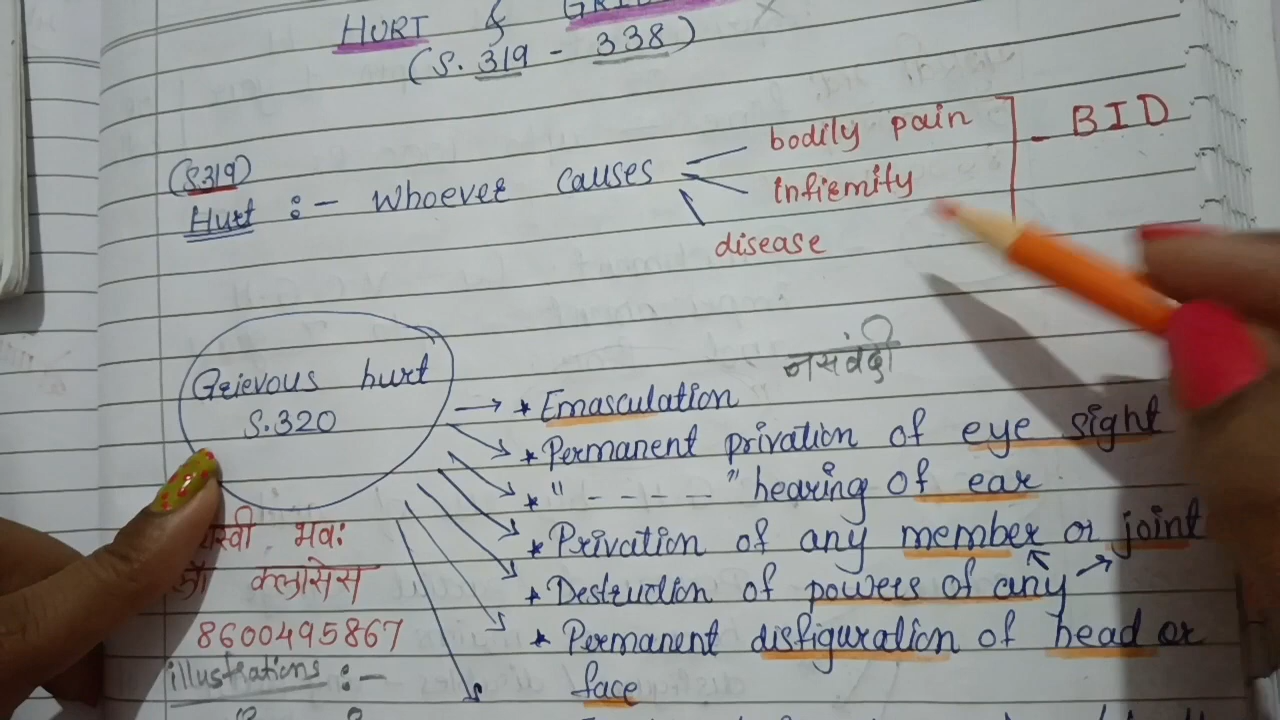 HURT &
(S. 319 - 338)
bodily pain
BID
(S319)
Hurt :- Whoever causes
infirmity
disease
नसबंदी
Grievous hurt
S.320
→ * Emasculation
* Permanent privation of eye sight
* " - - - - " hearing of ear
* Privation of any member or joint
* Destruction of powers of any
* Permanent disfiguration of head or
face
भवः
क्लासेस
8600495867
illustrations :-